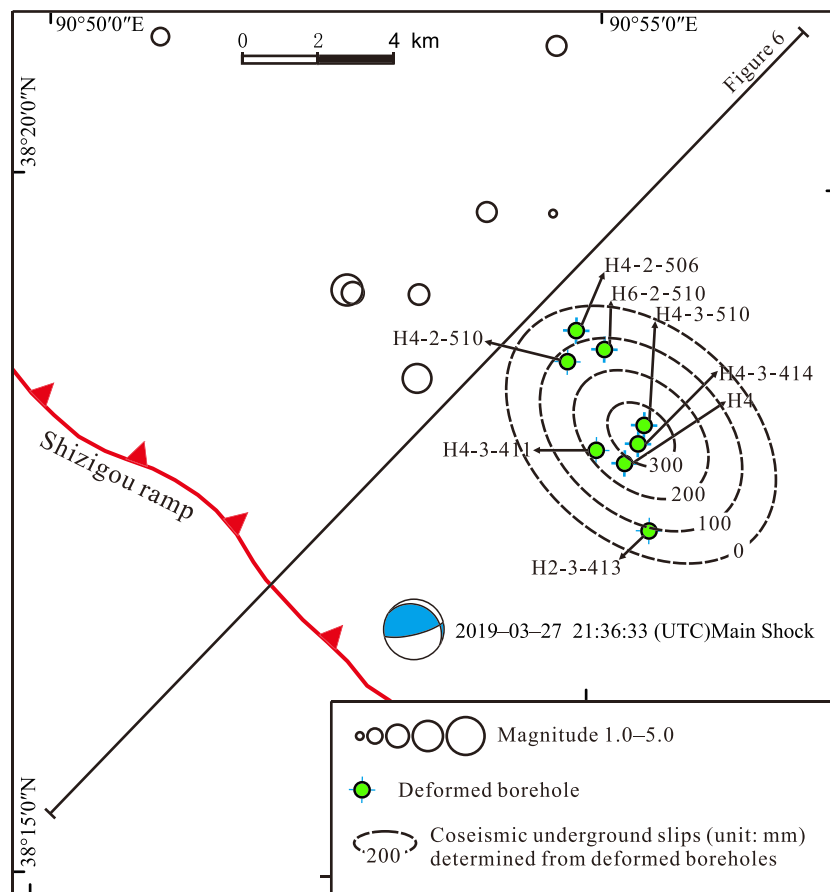 90°50′0″E
90°55′0″E
0 2 4 km
Figure 6
38°20′0″N
H4-2-506
H6-2-510
H4-3-510
H4-2-510
H4-3-414
H4
H4-3-411
300
200
100
0
Shizigou ramp
H2-3-413
2019–03–27 21:36:33 (UTC)Main Shock
38°15′0″N
Magnitude 1.0–5.0
Deformed borehole
Coseismic underground slips (unit: mm)
200 determined from deformed boreholes